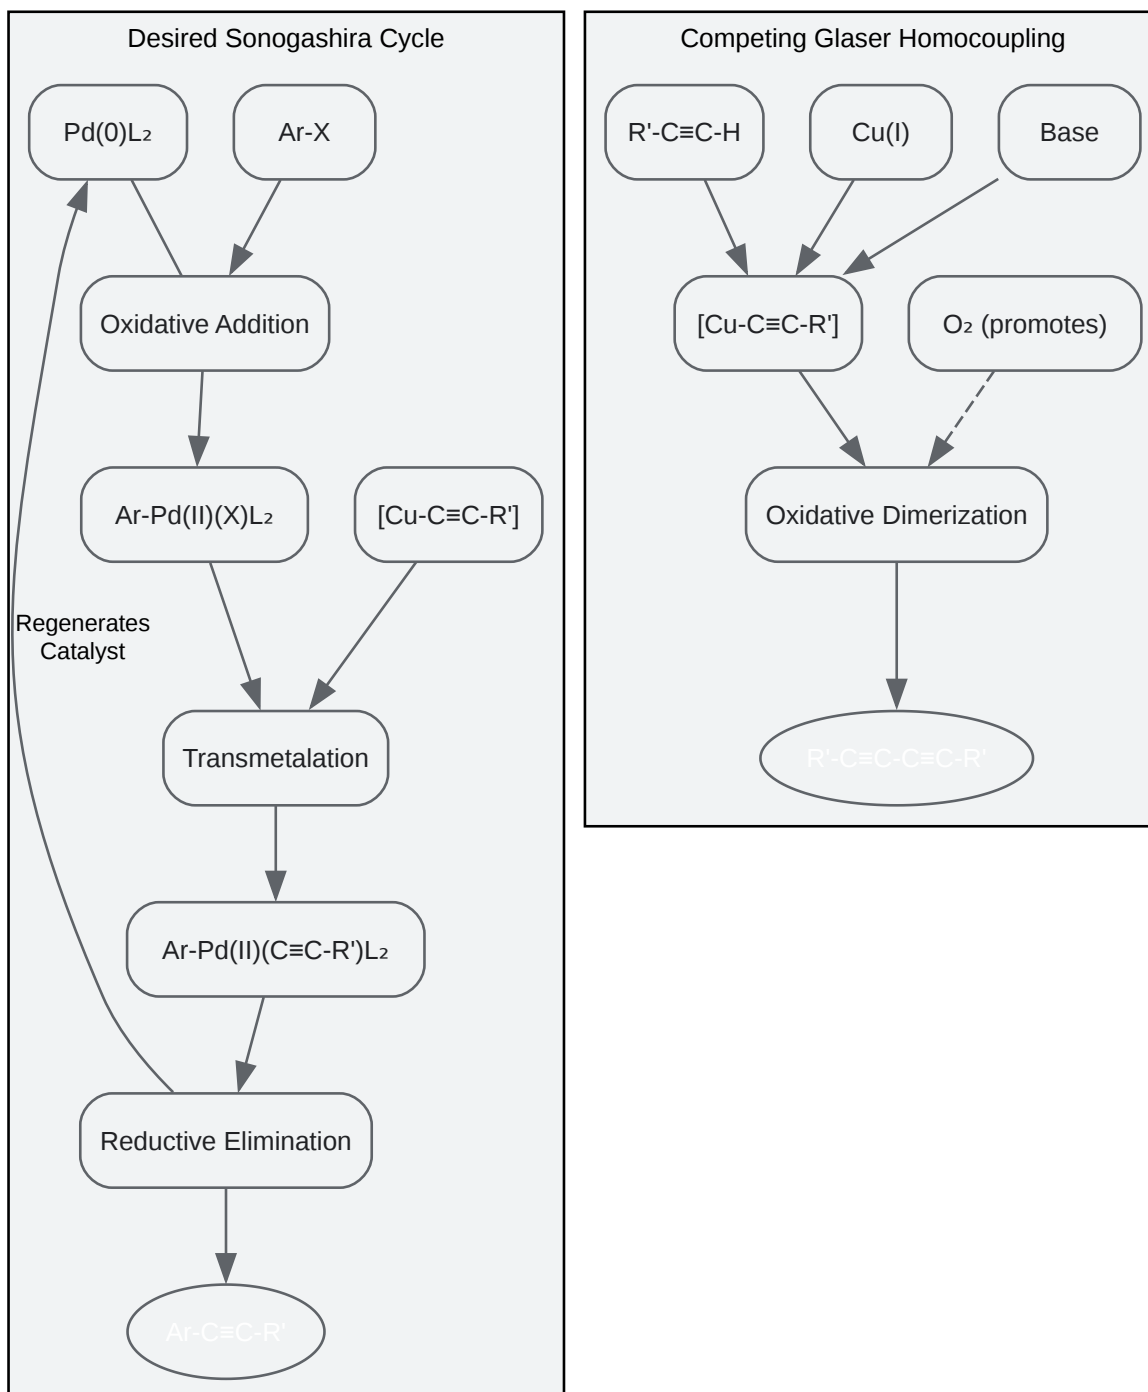 Desired Sonogashira Cycle
Pd(0)L₂
Ar-X
Oxidative Addition
Ar-Pd(II)(X)L₂
[Cu-C≡C-R']
Regenerates
Catalyst
Transmetalation
Ar-Pd(II)(C≡C-R')L₂
Reductive Elimination
Ar-C≡C-R'
Competing Glaser Homocoupling
R'-C≡C-H
Cu(I)
Base
[Cu-C≡C-R']
O₂ (promotes)
Oxidative Dimerization
R'-C≡C-C≡C-R'